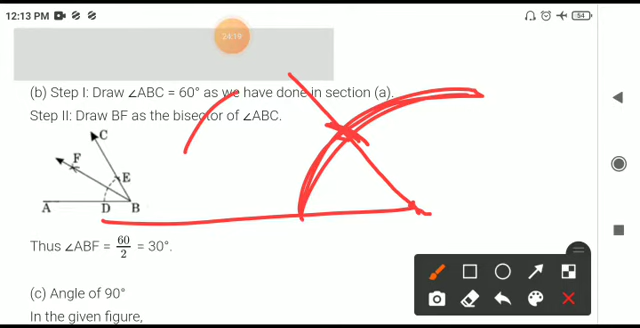 12:13 PM
54
24:19
(b) Step I: Draw ∠ABC = 60° as we have done in section (a).
Step II: Draw BF as the bisector of ∠ABC.
C
F
E
A D B
Thus ∠ABF = 60/2 = 30°.
(c) Angle of 90°
In the given figure,